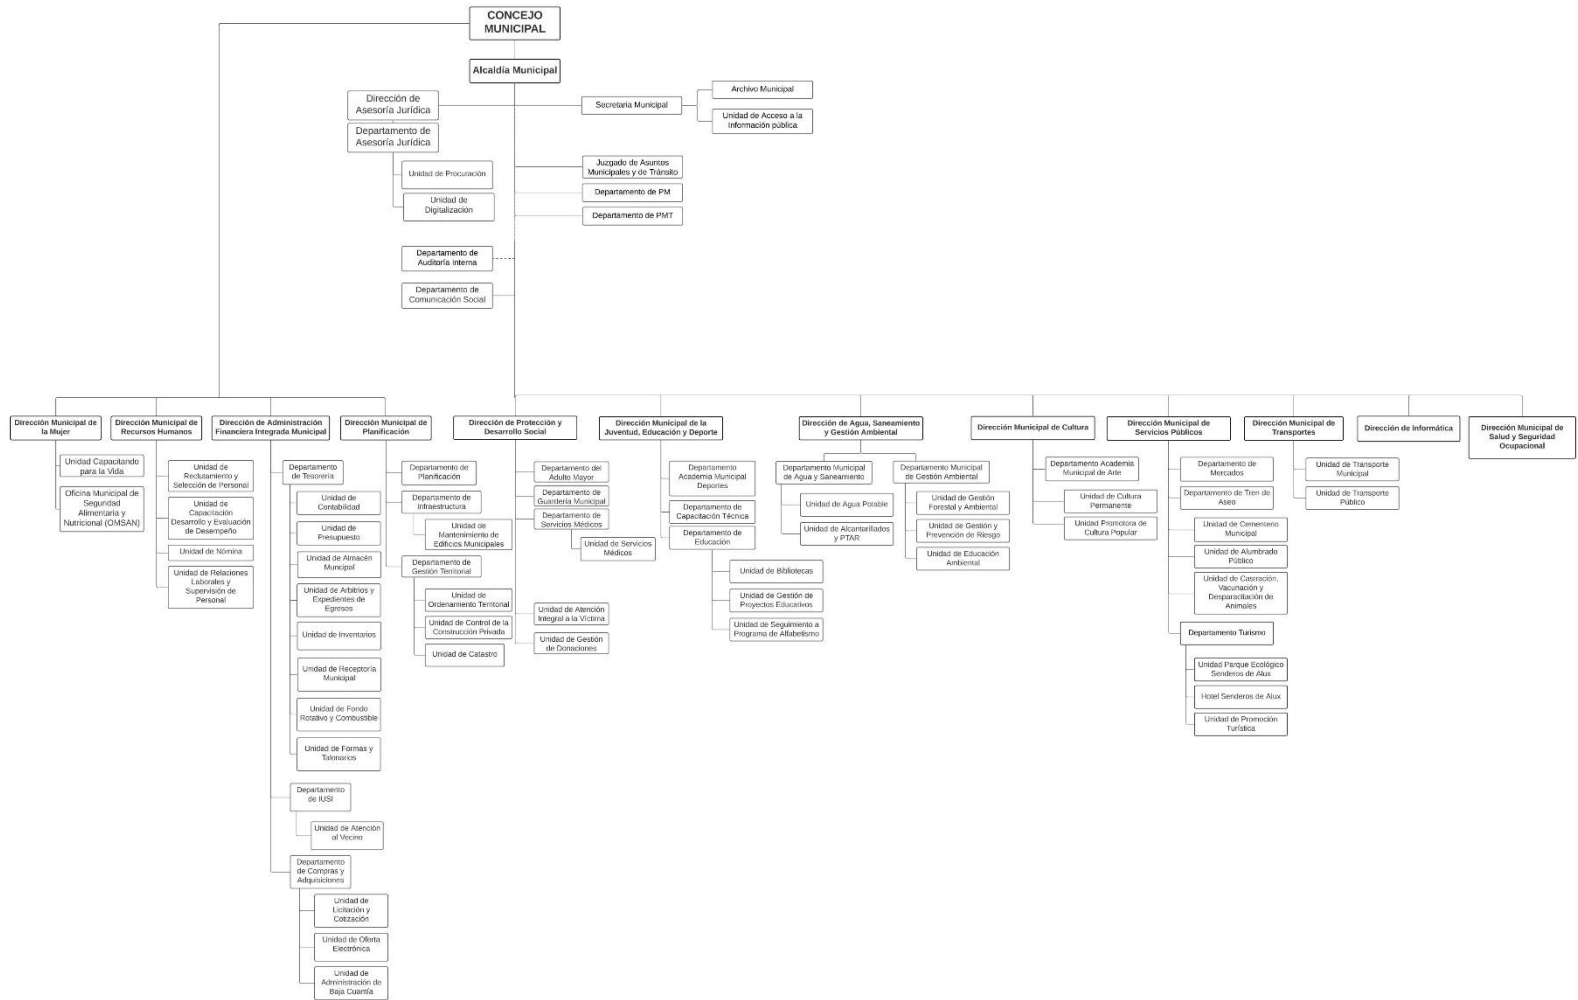 CONCEJO
MUNICIPAL
Alcaldía Municipal
Dirección de
Asesoría Jurídica
Departamento de
Asesoría Jurídica
Unidad de Procuración
Unidad de
Digitalización
Secretaria Municipal
Archivo Municipal
Unidad de Acceso a la
Información pública
Juzgado de Asuntos
Municipales y de Tránsito
Departamento de PM
Departamento de PMT
Departamento de
Auditoría Interna
Departamento de
Comunicación Social
Dirección Municipal de
la Mujer
Unidad Capacitando
para la Vida
Oficina Municipal de
Seguridad
Alimentaria y
Nutricional (OMSAN)
Dirección Municipal de
Recursos Humanos
Unidad de
Reclutamiento y
Selección de Personal
Unidad de
Capacitación
Desarrollo y Evaluación
de Desempeño
Unidad de Nómina
Unidad de Relaciones
Laborales y
Supervisión de
Personal
Dirección de Administración
Financiera Integrada Municipal
Departamento
de Tesorería
Unidad de
Contabilidad
Unidad de
Presupuesto
Unidad de Almacén
Muncipal
Unidad de Arbitrios y
Expedientes de
Egresos
Unidad de Inventarios
Unidad de Receptoría
Municipal
Unidad de Fondo
Rotativo y Combustible
Unidad de Formas y
Talonarios
Departamento
de IUSI
Unidad de Atención
al Vecino
Departamento
de Compras y
Adquisiciones
Unidad de
Licitación y
Cotización
Unidad de Oferta
Electrónica
Unidad de
Administración de
Baja Cuantía
Dirección Municipal de
Planificación
Departamento de
Planificación
Departamento de
Infraestructura
Unidad de
Mantenimiento de
Edificios Municipales
Departamento de
Gestión Territorial
Unidad de
Ordenamiento Territorial
Unidad de Control de la
Construcción Privada
Unidad de Catastro
Dirección de Protección y
Desarrollo Social
Departamento del
Adulto Mayor
Departamento de
Guardería Municipal
Departamento de
Servicios Médicos
Unidad de Servicios
Médicos
Unidad de Atención
Integral a la Víctima
Unidad de Gestión
de Donaciones
Dirección Municipal de la
Juventud, Educación y Deporte
Departamento
Academia Municipal
Deportes
Departamento de
Capacitación Técnica
Departamento de
Educación
Unidad de Bibliotecas
Unidad de Gestión de
Proyectos Educativos
Unidad de Seguimiento a
Programa de Alfabetismo
Dirección de Agua, Saneamiento
y Gestión Ambiental
Departamento Municipal
de Agua y Saneamiento
Unidad de Agua Potable
Unidad de Alcantarillados
y PTAR
Departamento Municipal
de Gestión Ambiental
Unidad de Gestión
Forestal y Ambiental
Unidad de Gestión y
Prevención de Riesgo
Unidad de Educación
Ambiental
Dirección Municipal de Cultura
Departamento Academia
Municipal de Arte
Unidad de Cultura
Permanente
Unidad Promotora de
Cultura Popular
Dirección Municipal de
Servicios Públicos
Departamento de
Mercados
Departamento de Tren de
Aseo
Unidad de Cementerio
Municipal
Unidad de Alumbrado
Público
Unidad de Castración,
Vacunación y
Desparacitación de
Animales
Departamento Turismo
Unidad Parque Ecológico
Senderos de Alux
Hotel Senderos de Alux
Unidad de Promoción
Turística
Dirección Municipal de
Transportes
Unidad de Transporte
Municipal
Unidad de Transporte
Público
Dirección de Informática
Dirección Municipal de
Salud y Seguridad
Ocupacional